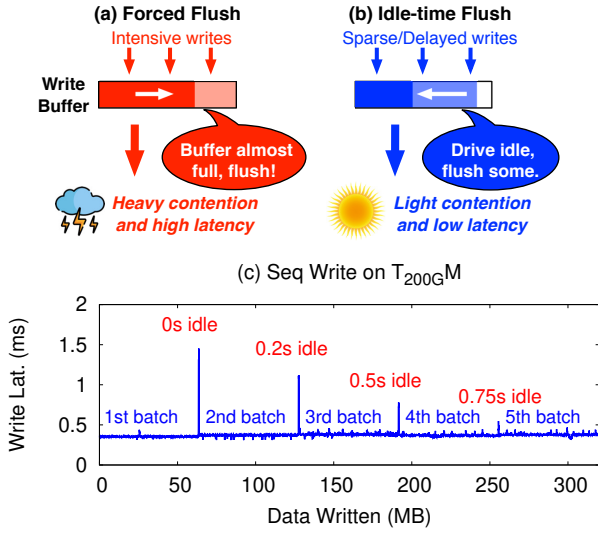 (a) Forced Flush
Intensive writes
Write
Buffer
Buffer almost
full, flush!
Heavy contention
and high latency
(b) Idle-time Flush
Sparse/Delayed writes
Drive idle,
flush some.
Light contention
and low latency
(c) Seq Write on T200GM
Write Lat. (ms)
2
1.5
1
0.5
0
0s idle
0.2s idle
0.5s idle
0.75s idle
1st batch
2nd batch
3rd batch
4th batch
5th batch
0
50
100
150
200
250
300
Data Written (MB)